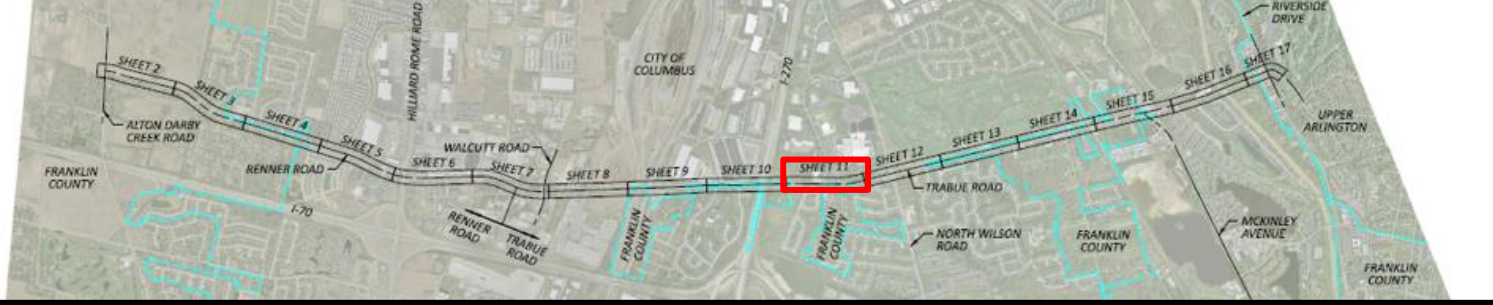 RIVERSIDE
DRIVE
SHEET 17
SHEET 16
SHEET 15
SHEET 14
SHEET 13
SHEET 12
SHEET 11
SHEET 10
SHEET 9
SHEET 8
SHEET 7
SHEET 6
SHEET 5
SHEET 4
SHEET 3
SHEET 2
HILLIARD ROME ROAD
CITY OF
COLUMBUS
I-270
ALTON DARBY
CREEK ROAD
WALCUTT ROAD
RENNER ROAD
FRANKLIN
COUNTY
I-70
RENNER
ROAD
TRABUE
ROAD
FRANKLIN
COUNTY
FRANKLIN
COUNTY
TRABUE ROAD
NORTH WILSON
ROAD
FRANKLIN
COUNTY
UPPER
ARLINGTON
MCKINLEY
AVENUE
FRANKLIN
COUNTY